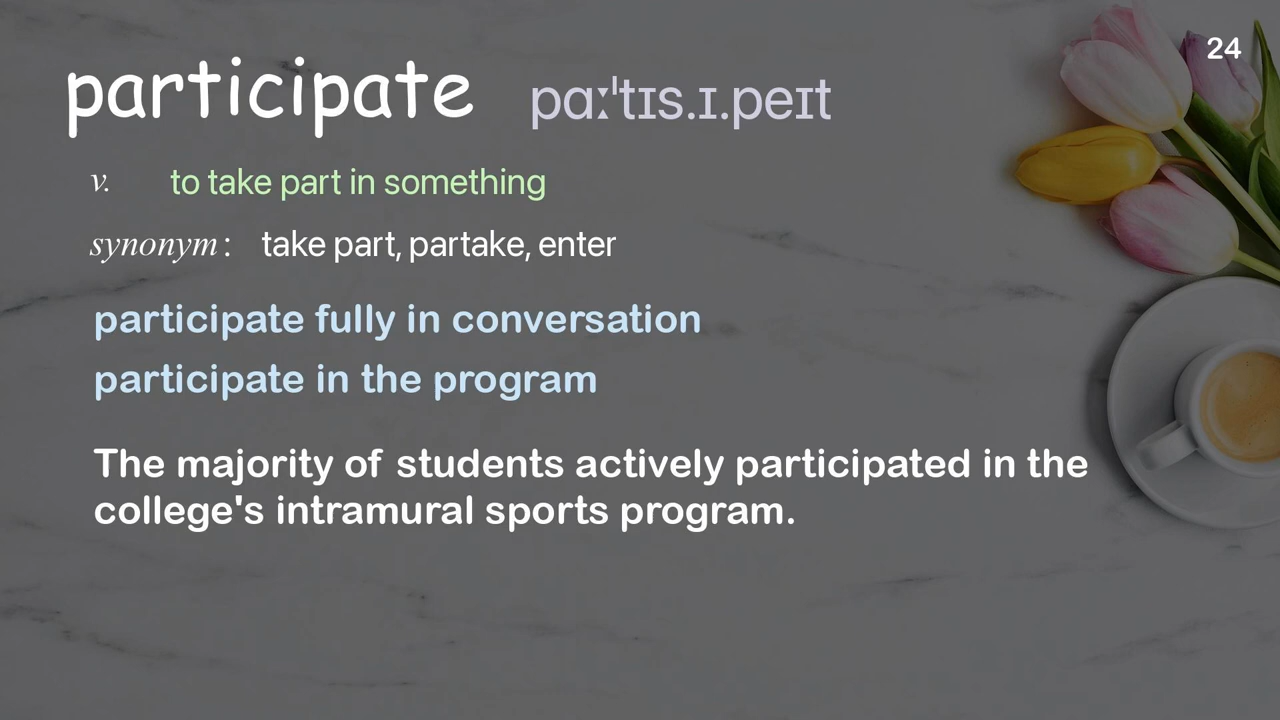 24
participate pɑːˈtɪs.ɪ.peɪt
v. to take part in something
synonym : take part, partake, enter
participate fully in conversation
participate in the program
The majority of students actively participated in the
college's intramural sports program.